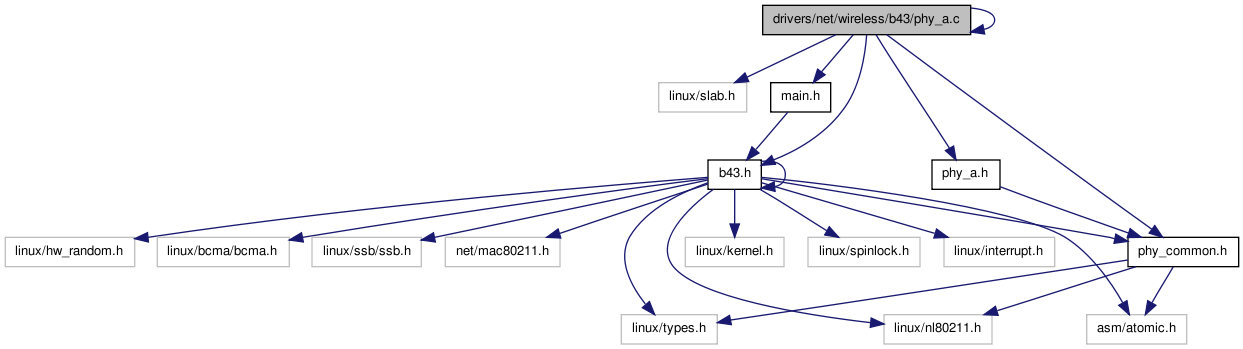 drivers/net/wireless/b43/phy_a.c
linux/slab.h
main.h
b43.h
phy_a.h
linux/hw_random.h
linux/bcma/bcma.h
linux/ssb/ssb.h
net/mac80211.h
linux/kernel.h
linux/spinlock.h
linux/interrupt.h
phy_common.h
linux/types.h
linux/nl80211.h
asm/atomic.h